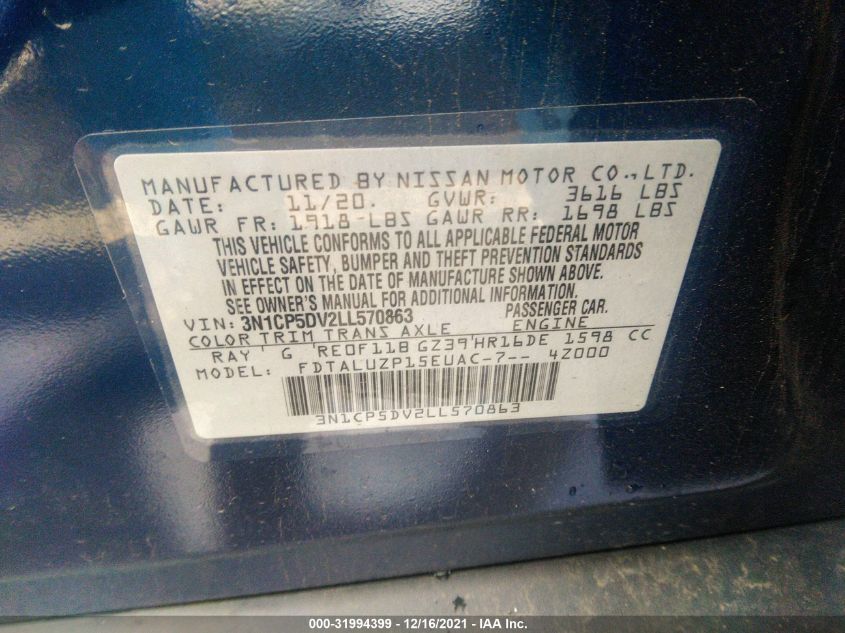 MANUFACTURED BY NISSAN MOTOR CO., LTD.
DATE: 11/20. GVWR: 3616 LBS
GAWR FR: 1918 LBS GAWR RR: 1698 LBS
THIS VEHICLE CONFORMS TO ALL APPLICABLE FEDERAL MOTOR
VEHICLE SAFETY, BUMPER AND THEFT PREVENTION STANDARDS
IN EFFECT ON THE DATE OF MANUFACTURE SHOWN ABOVE.
SEE OWNER'S MANUAL FOR ADDITIONAL INFORMATION.
VIN: 3N1CP5DV2LL570863 PASSENGER CAR.
COLOR TRIM TRANS AXLE ENGINE
RAY G RE0F11B GZ39 HR16DE 1598 CC
MODEL: FDTALUZP15EUAC-7-- 4Z000
3N1CP5DV2LL570863
000-31994399 - 12/16/2021 - IAA Inc.